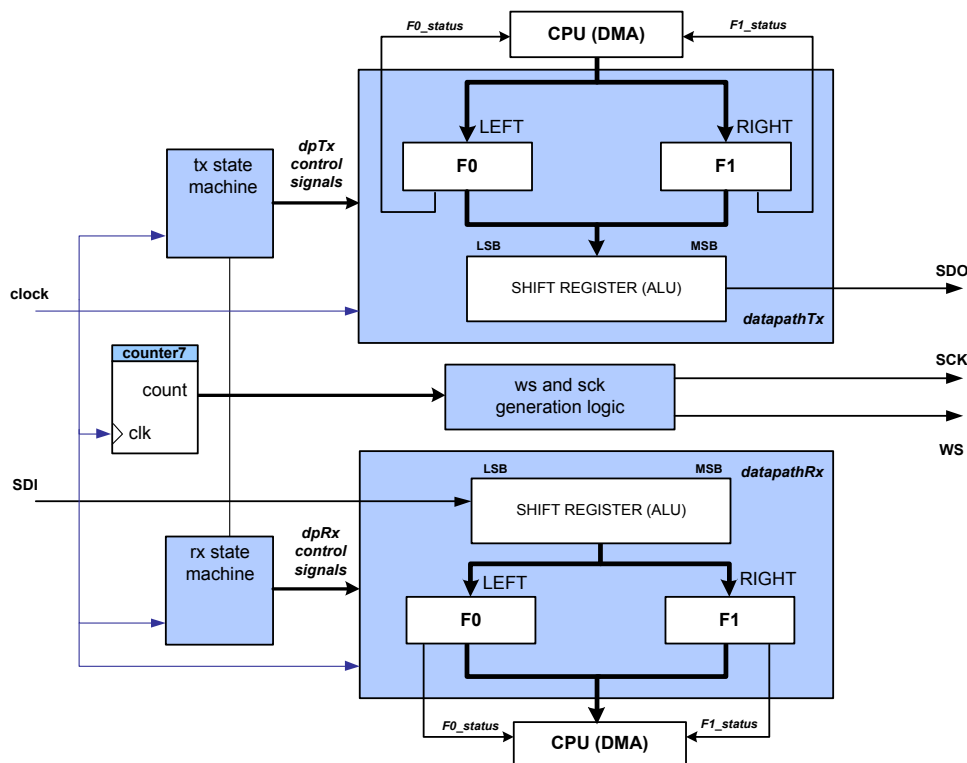 F0_status
CPU (DMA)
F1_status
LEFT
RIGHT
dpTx
control
signals
tx state
machine
F0
F1
LSB
MSB
SHIFT REGISTER (ALU)
SDO
clock
datapathTx
counter7
count
clk
ws and sck
generation logic
SCK
WS
SDI
LSB
MSB
datapathRx
SHIFT REGISTER (ALU)
dpRx
control
signals
rx state
machine
LEFT
RIGHT
F0
F1
F0_status
F1_status
CPU (DMA)